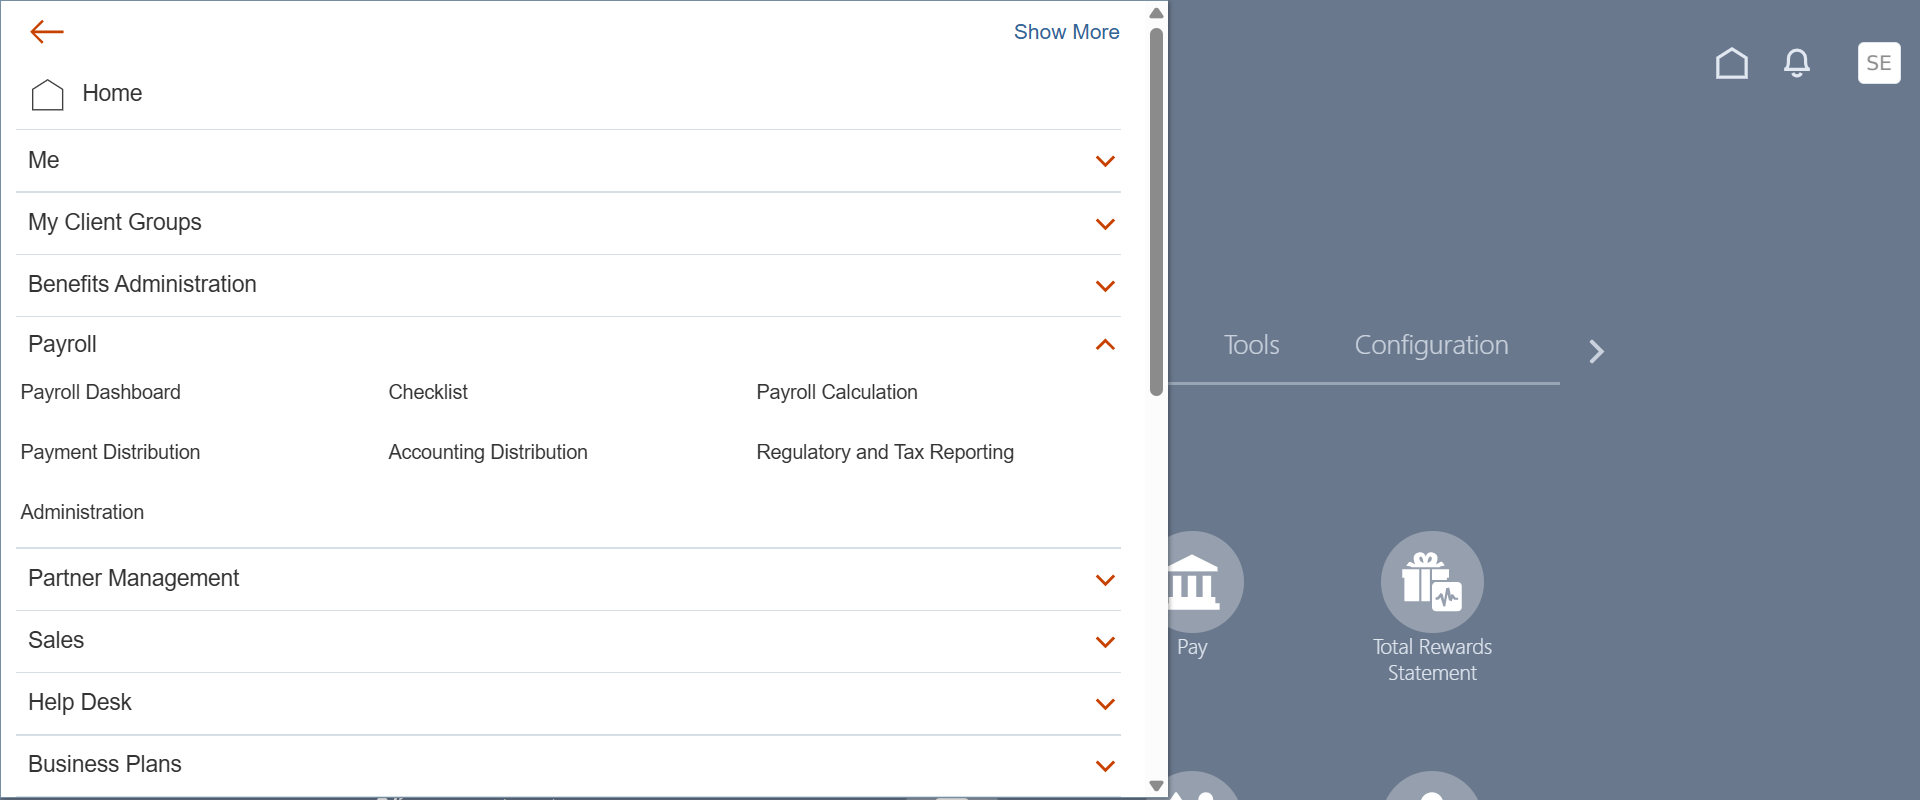 Show More
Home
Me
My Client Groups
Benefits Administration
Payroll
Payroll Dashboard
Checklist
Payroll Calculation
Payment Distribution
Accounting Distribution
Regulatory and Tax Reporting
Administration
Partner Management
Sales
Help Desk
Business Plans
SE
Tools
Configuration
Pay
Total Rewards
Statement